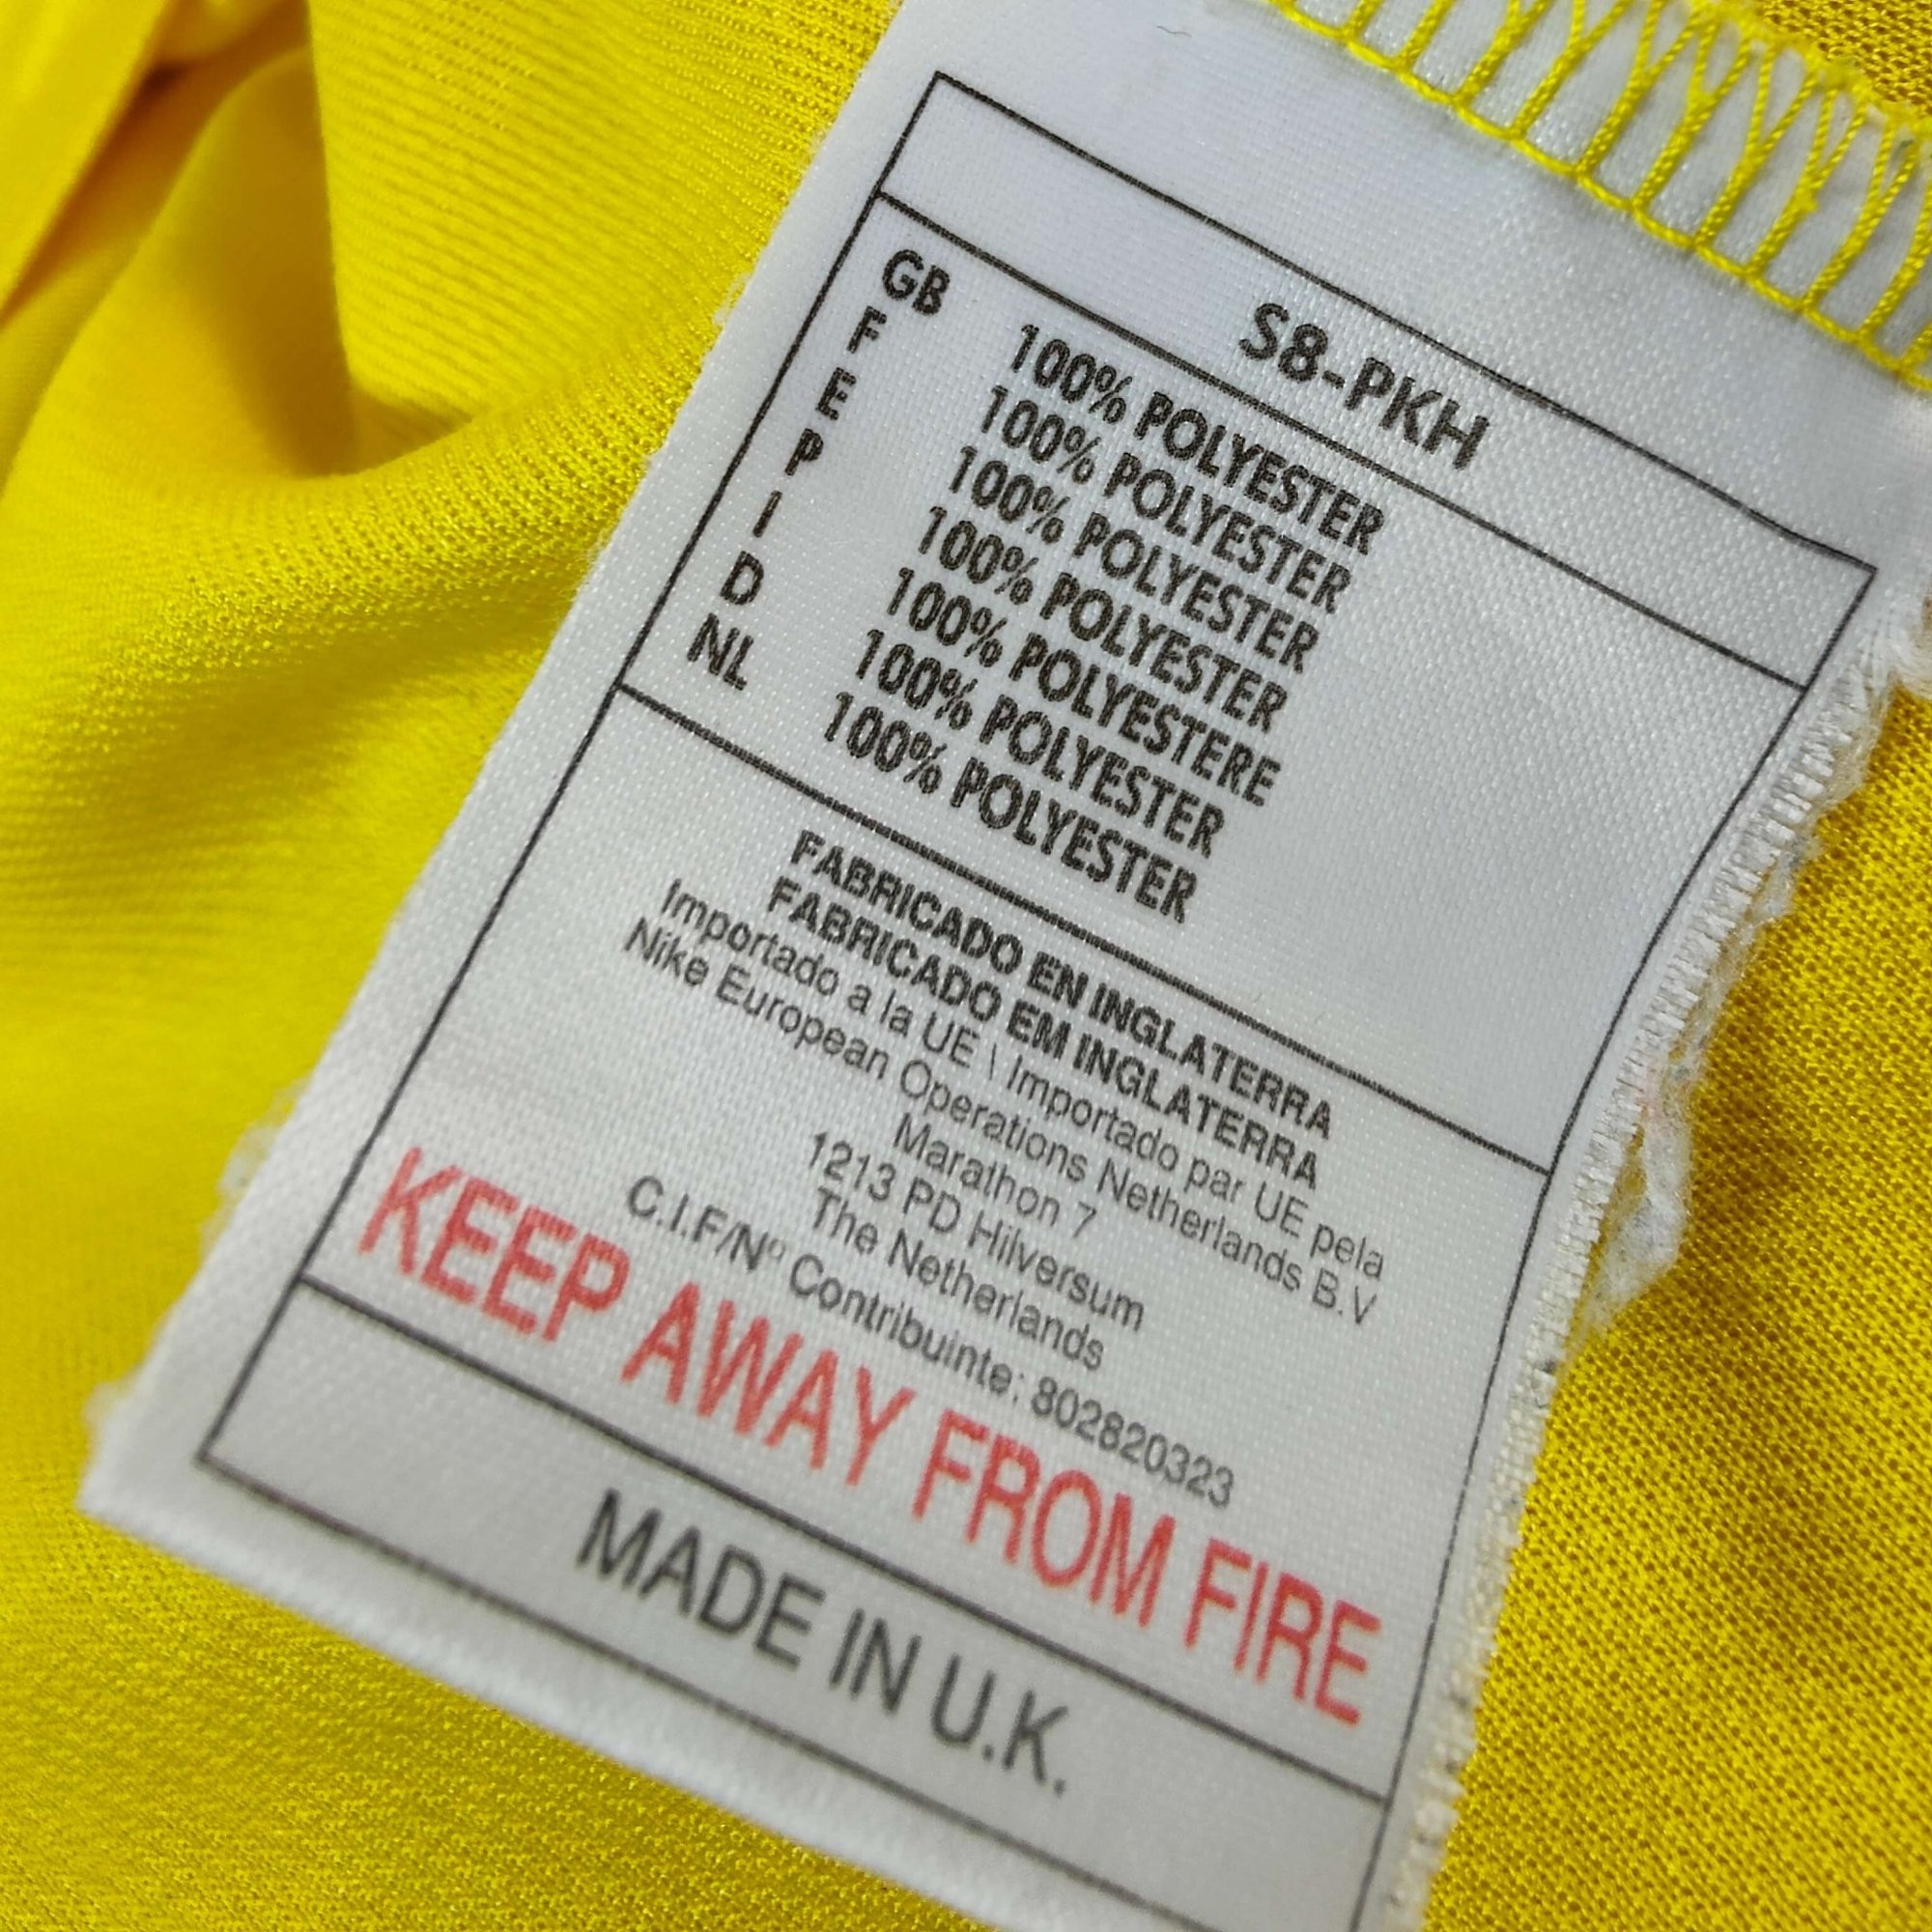 S8-PKH
GB 100% POLYESTER
F 100% POLYESTER
E 100% POLYESTER
P 100% POLYESTER
I 100% POLYESTERE
D 100% POLYESTER
NL 100% POLYESTER
FABRICADO EN INGLATERRA
FABRICADO EM INGLATERRA
Importado a la UE \ Importado par UE pela
Nike European Operations Netherlands B.V
Marathon 7
1213 PD Hilversum
The Netherlands
C.I.F/Nº Contribuinte: 802820323
KEEP AWAY FROM FIRE
MADE IN U.K.